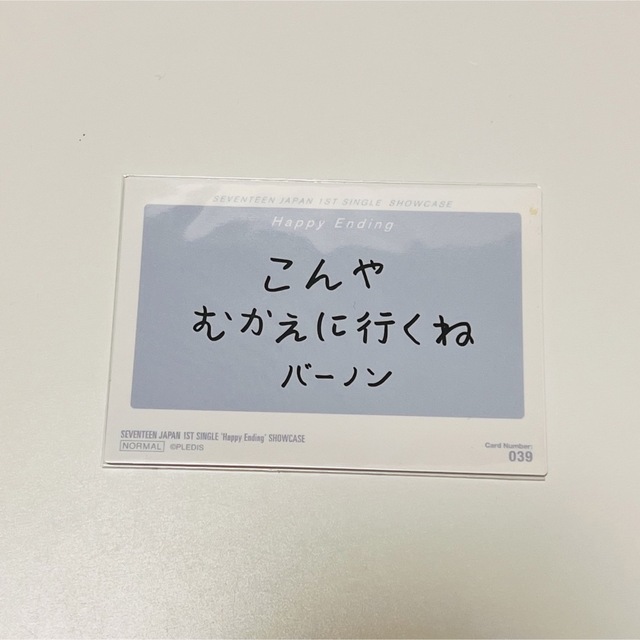 SEVENTEEN JAPAN 1ST SINGLE SHOWCASE
Happy Ending
こんや
むかえに行くね
バーノン
SEVENTEEN JAPAN 1ST SINGLE 'Happy Ending' SHOWCASE
NORMAL ©PLEDIS
Card Number:
039